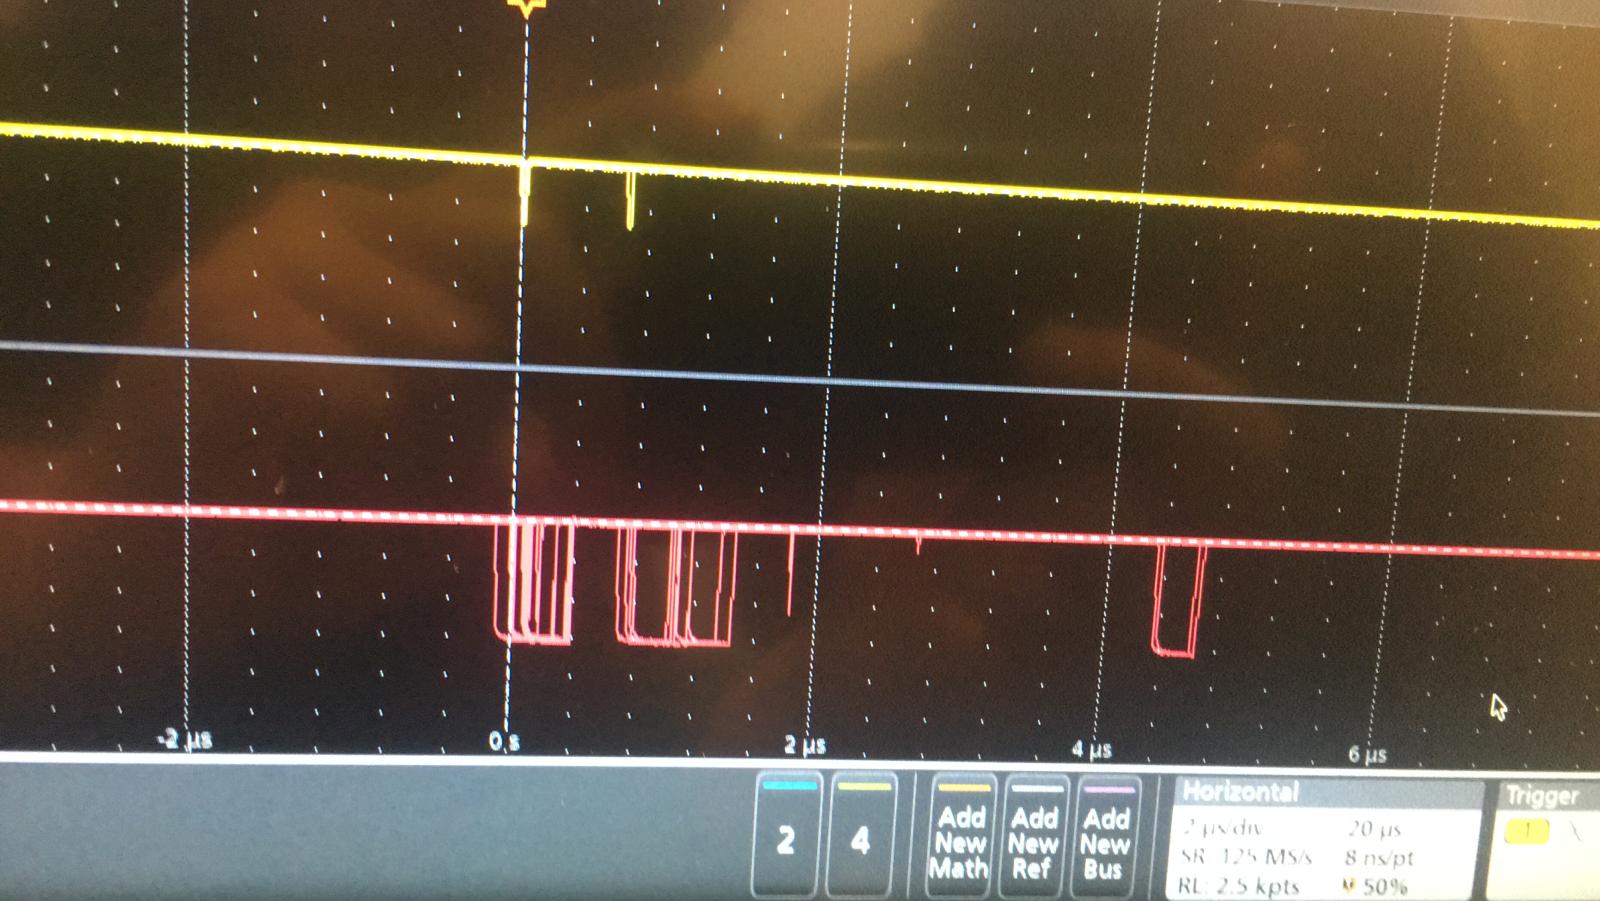 -2 µs
0 s
2 µs
4 µs
6 µs
2
4
Add
New
Math
Add
New
Ref
Add
New
Bus
Horizontal
2 µs/div 20 µs
SR: 125 MS/s 8 ns/pt
RL: 2.5 kpts 50%
Trigger
1